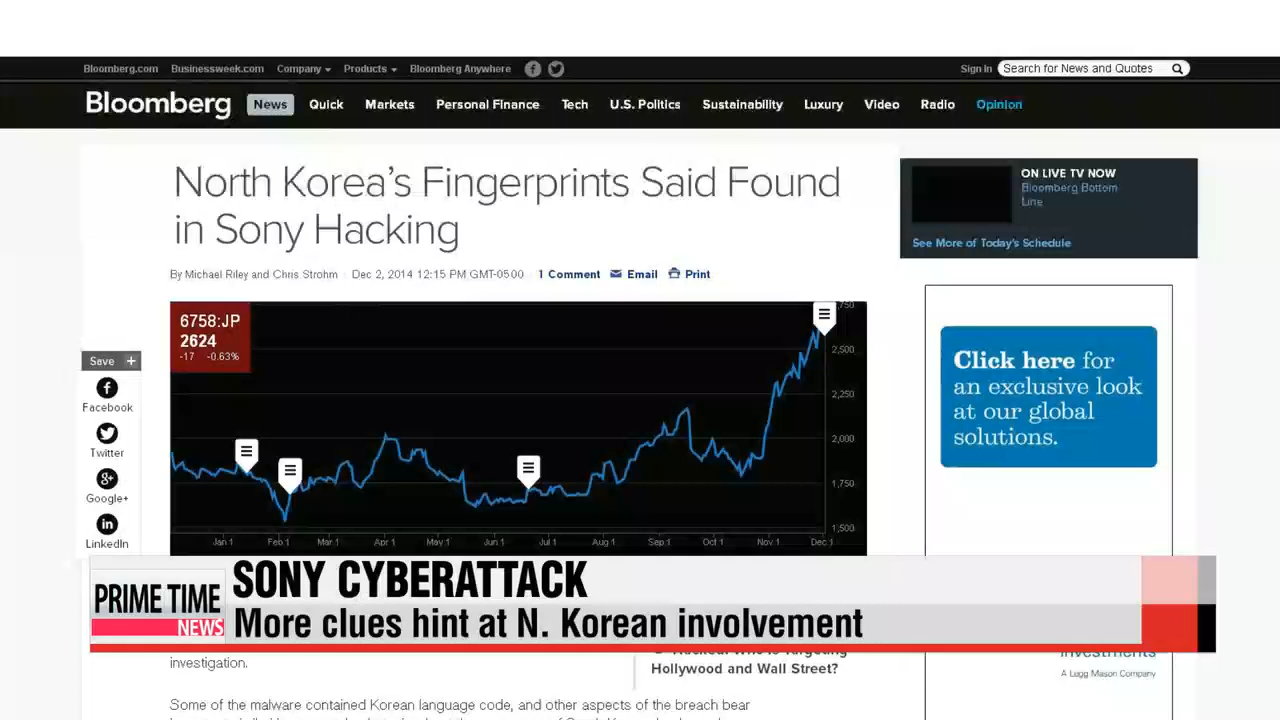 Bloomberg.com Businessweek.com Company Products Bloomberg Anywhere Sign In Search for News and Quotes
Bloomberg News Quick Markets Personal Finance Tech U.S. Politics Sustainability Luxury Video Radio Opinion
North Korea's Fingerprints Said Found
in Sony Hacking
By Michael Riley and Chris Strohm Dec 2, 2014 12:15 PM GMT-0500 1 Comment Email Print
ON LIVE TV NOW
Bloomberg Bottom
Line
See More of Today's Schedule
6758:JP
2624
-17 -0.63%
2,500
2,250
2,000
1,750
1,500
Jan 1 Feb 1 Mar 1 Apr 1 May 1 Jun 1 Jul 1 Aug 1 Sep 1 Oct 1 Nov 1 Dec 1
Save +
Facebook
Twitter
Google+
LinkedIn
Click here for
an exclusive look
at our global
solutions.
PRIME TIME
NEWS
SONY CYBERATTACK
More clues hint at N. Korean involvement
investigation.
Hollywood and Wall Street?
investments
A Legg Mason Company
Some of the malware contained Korean language code, and other aspects of the breach bear